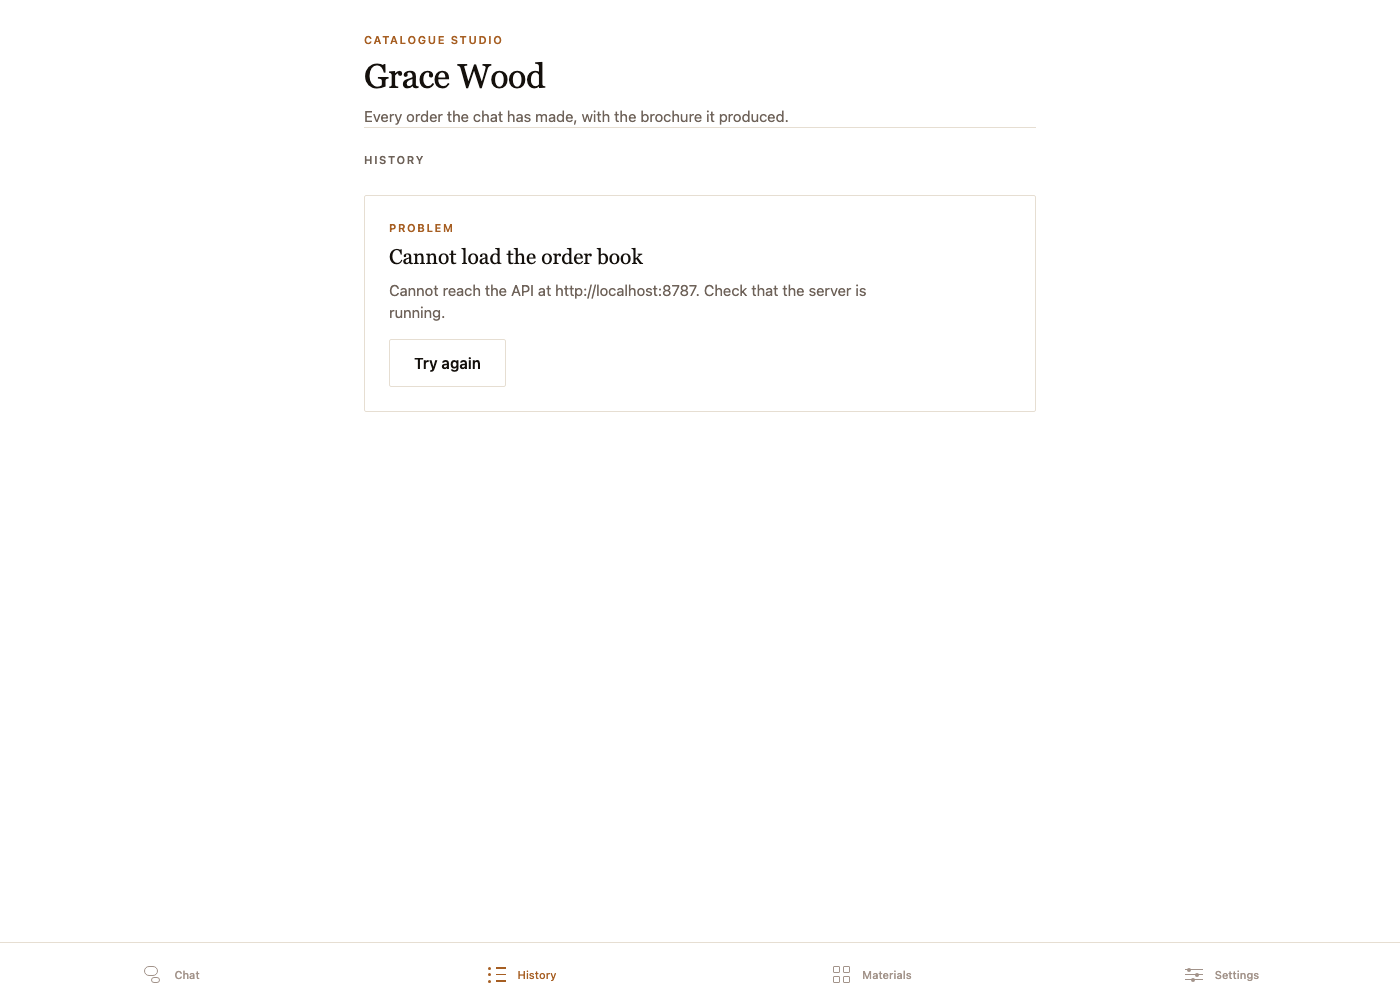 CATALOGUE STUDIO
Grace Wood
Every order the chat has made, with the brochure it produced.
HISTORY
PROBLEM
Cannot load the order book
Cannot reach the API at http://localhost:8787. Check that the server is
running.
Try again
Chat
History
Materials
Settings